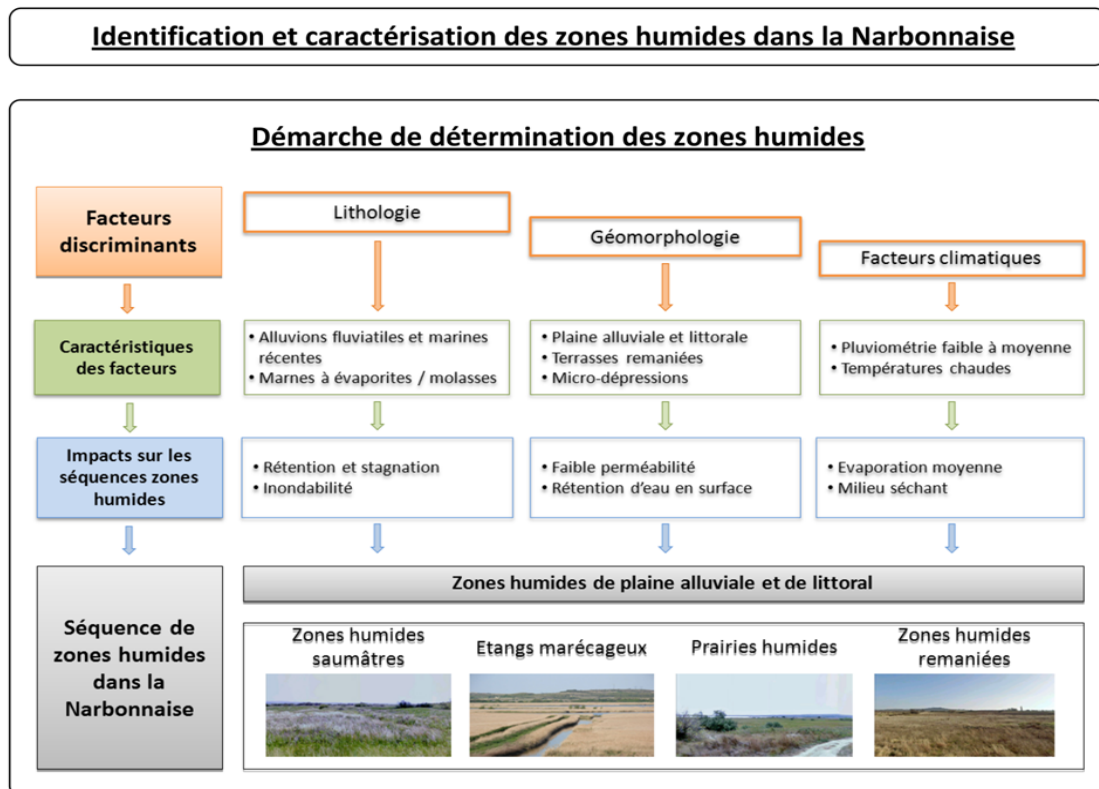 Identification et caractérisation des zones humides dans la Narbonnaise
Démarche de détermination des zones humides
Facteurs
discriminants
Lithologie
Géomorphologie
Facteurs climatiques
Caractéristiques
des facteurs
• Alluvions fluviatiles et marines
récentes
• Marnes à évaporites / molasses
• Plaine alluviale et littorale
• Terrasses remaniées
• Micro-dépressions
• Pluviométrie faible à moyenne
• Températures chaudes
Impacts sur les
séquences zones
humides
• Rétention et stagnation
• Inondabilité
• Faible perméabilité
• Rétention d'eau en surface
• Evaporation moyenne
• Milieu séchant
Séquence de
zones humides
dans la
Narbonnaise
Zones humides de plaine alluviale et de littoral
Zones humides
saumâtres
Etangs marécageux
Prairies humides
Zones humides
remaniées